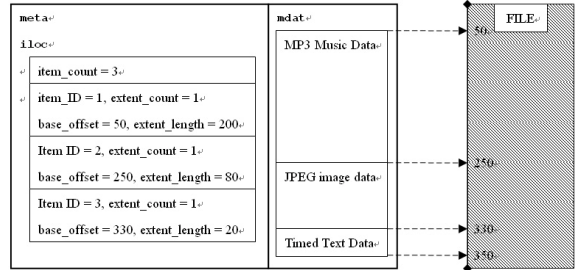 meta
iloc
item_count = 3
item_ID = 1, extent_count = 1
base_offset = 50, extent_length = 200
Item ID = 2, extent_count = 1
base_offset = 250, extent_length = 80
Item ID = 3, extent_count = 1
base_offset = 330, extent_length = 20
mdat
MP3 Music Data
JPEG image data
Timed Text Data
FILE
50
250
330
350